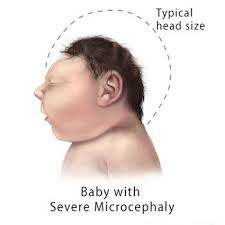 Typical
head size
Baby with
Severe Microcephaly